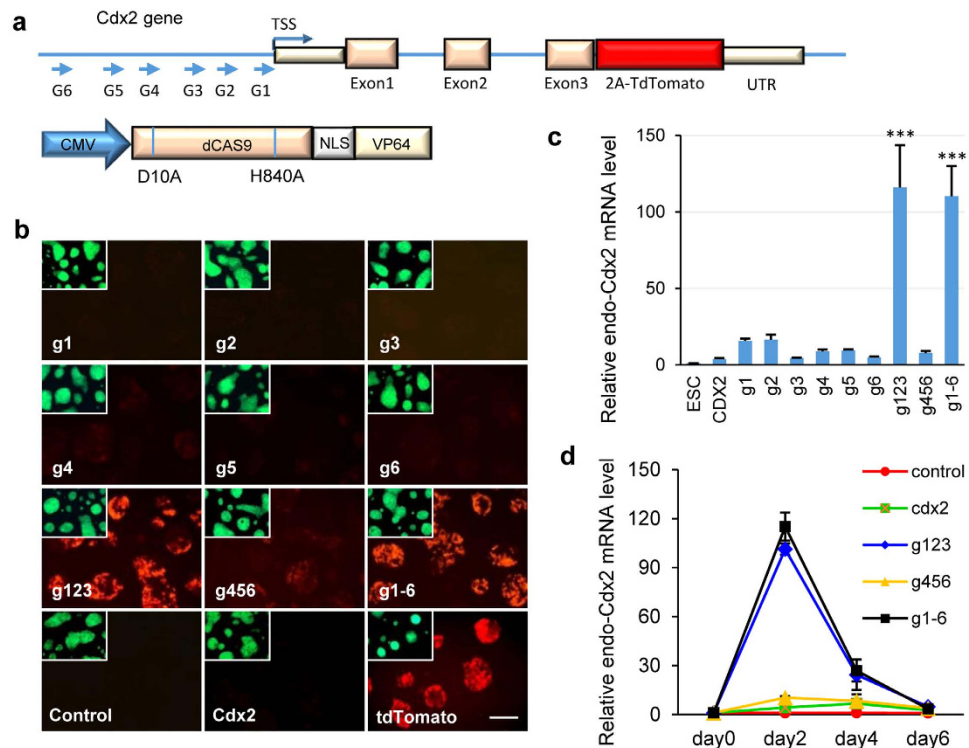 a
Cdx2 gene
TSS
G6 G5 G4 G3 G2 G1
Exon1 Exon2 Exon3 2A-TdTomato UTR
CMV dCAS9 NLS VP64
D10A H840A
b
g1 g2 g3
g4 g5 g6
g123 g456 g1-6
Control Cdx2 tdTomato
c
Relative endo-Cdx2 mRNA level
150
100
50
0
*** ***
ESC CDX2 g1 g2 g3 g4 g5 g6 g123 g456 g1-6
d
Relative endo-Cdx2 mRNA level
150
120
90
60
30
0
day0 day2 day4 day6
control
cdx2
g123
g456
g1-6